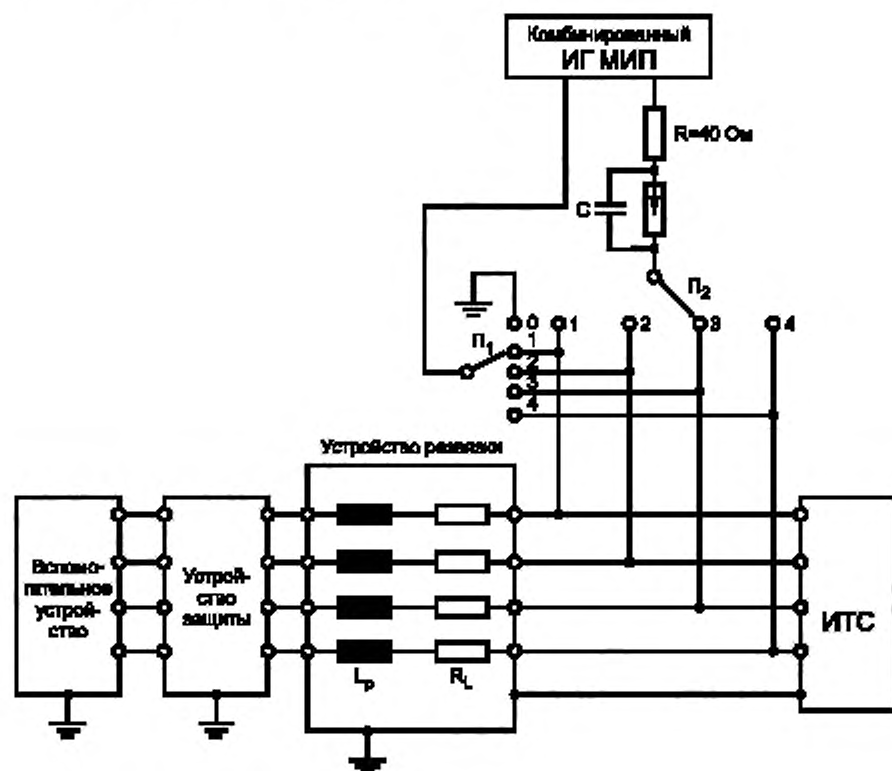 Комбинированный
ИГ МИП
R=40 Ом
C
П2
0
1
2
3
4
П1
1
2
3
4
Устройство развязки
Вспомо-
гательное
устрой-
ство
Устрой-
ство
защиты
Lр
RL
ИТС